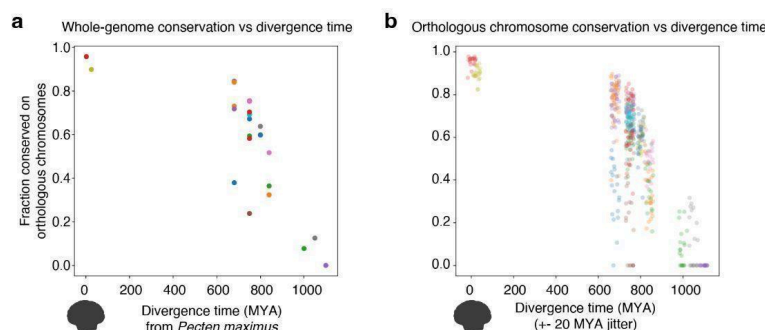 a
Whole-genome conservation vs divergence time
Fraction conserved on
orthologous chromosomes
1.0
0.8
0.6
0.4
0.2
0.0
0 200 400 600 800 1000
Divergence time (MYA)
from Pecten maximus
b
Orthologous chromosome conservation vs divergence time
1.0
0.8
0.6
0.4
0.2
0.0
0 200 400 600 800 1000
Divergence time (MYA)
(+- 20 MYA jitter)